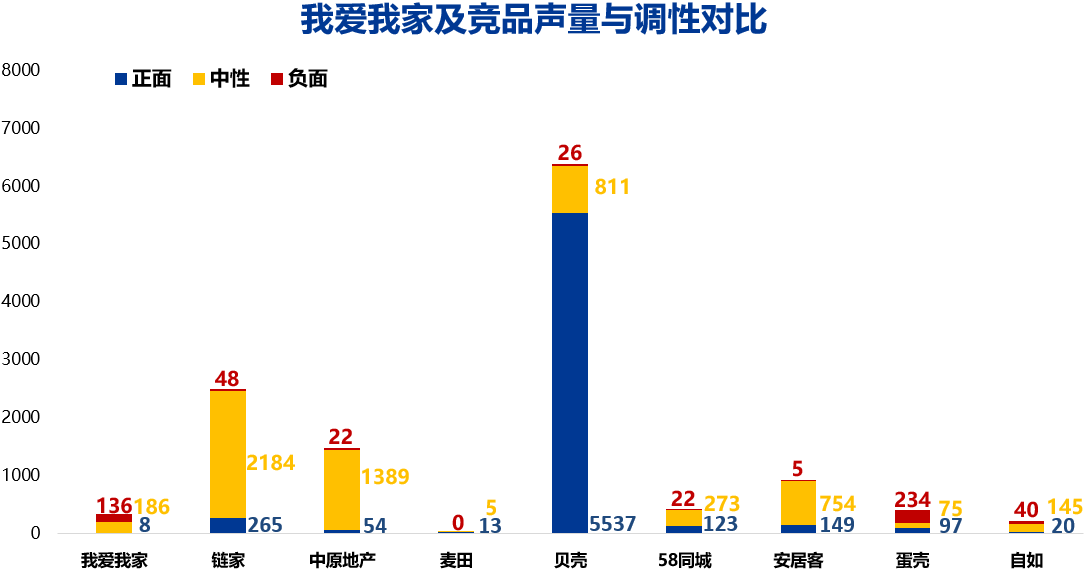 我爱我家及竞品声量与调性对比
正面 中性 负面
8000
7000
6000
5000
4000
3000
2000
1000
0
136 186 8
48 2184 265
22 1389 54
0 5 13
26 811 5537
22 273 123
5 754 149
234 75 97
40 145 20
我爱我家 链家 中原地产 麦田 贝壳 58同城 安居客 蛋壳 自如